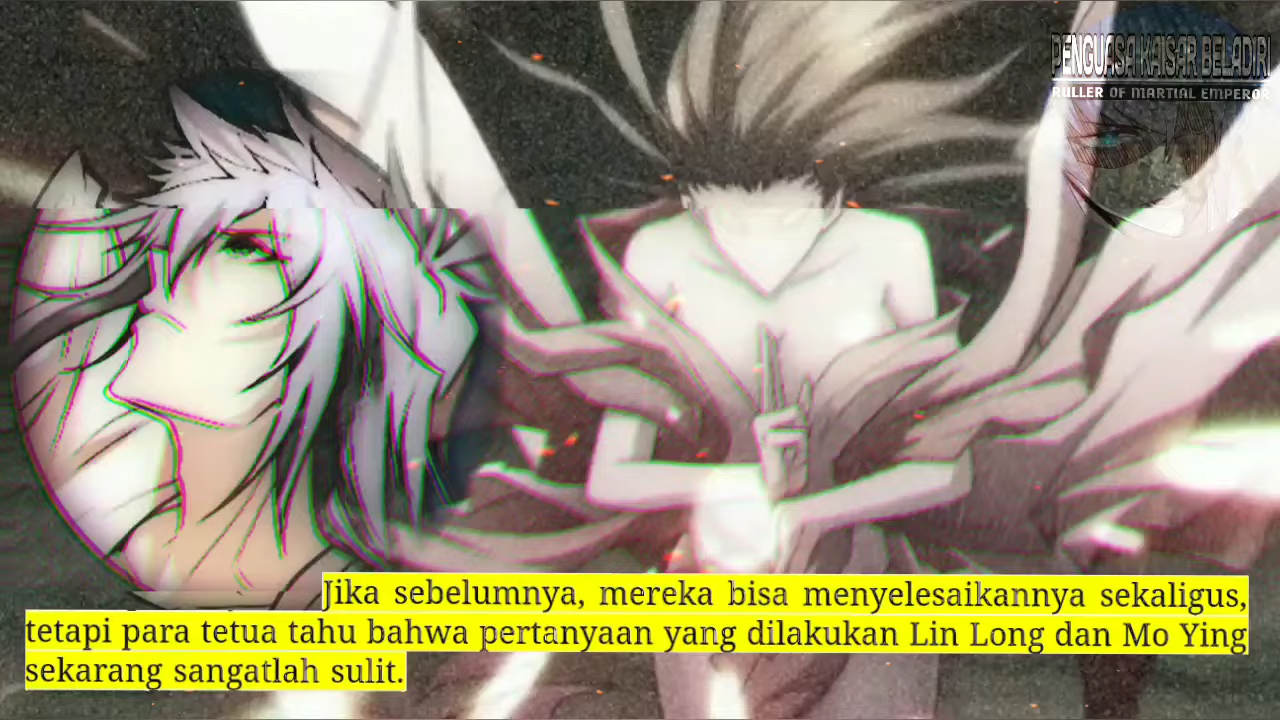 PENGUASA KAISAR BELADIRI
RULLER OF MARTIAL EMPEROR
Jika sebelumnya, mereka bisa menyelesaikannya sekaligus,
tetapi para tetua tahu bahwa pertanyaan yang dilakukan Lin Long dan Mo Ying
sekarang sangatlah sulit.